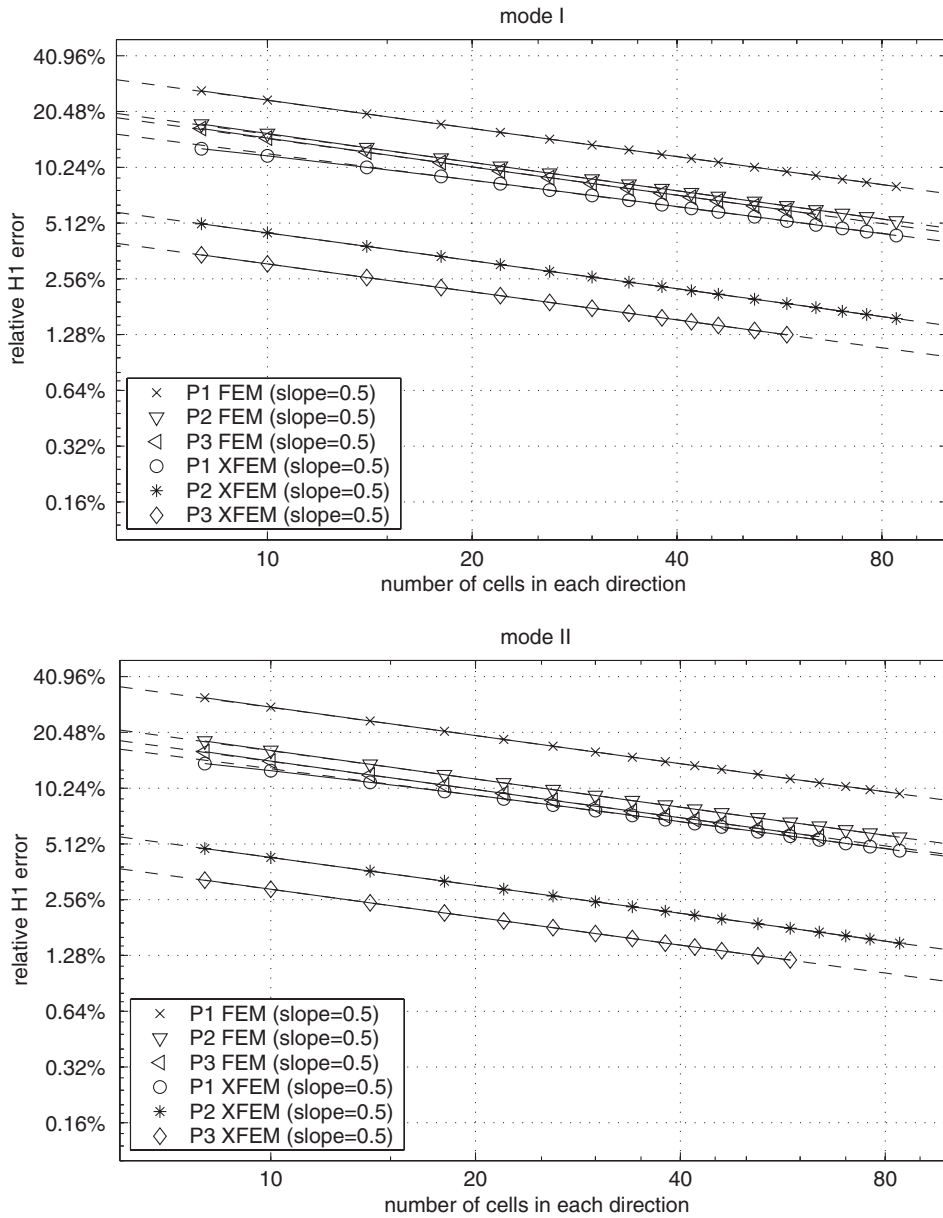 mode I
40.96%
20.48%
10.24%
5.12%
2.56%
1.28%
0.64%
0.32%
0.16%
relative H1 error
P1 FEM (slope=0.5)
P2 FEM (slope=0.5)
P3 FEM (slope=0.5)
P1 XFEM (slope=0.5)
P2 XFEM (slope=0.5)
P3 XFEM (slope=0.5)
10 20 40 80
number of cells in each direction
mode II
40.96%
20.48%
10.24%
5.12%
2.56%
1.28%
0.64%
0.32%
0.16%
relative H1 error
P1 FEM (slope=0.5)
P2 FEM (slope=0.5)
P3 FEM (slope=0.5)
P1 XFEM (slope=0.5)
P2 XFEM (slope=0.5)
P3 XFEM (slope=0.5)
10 20 40 80
number of cells in each direction